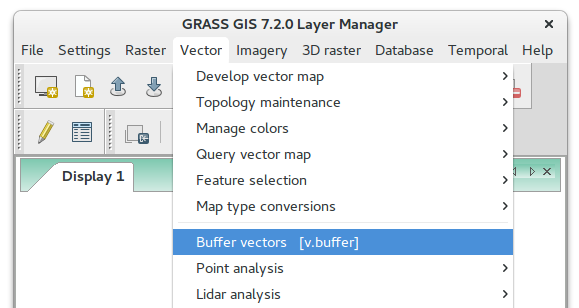 GRASS GIS 7.2.0 Layer Manager
File Settings Raster Vector Imagery 3D raster Database Temporal Help
Develop vector map
Topology maintenance
Manage colors
Query vector map
Feature selection
Map type conversions
Display 1
Buffer vectors [v.buffer]
Point analysis
Lidar analysis